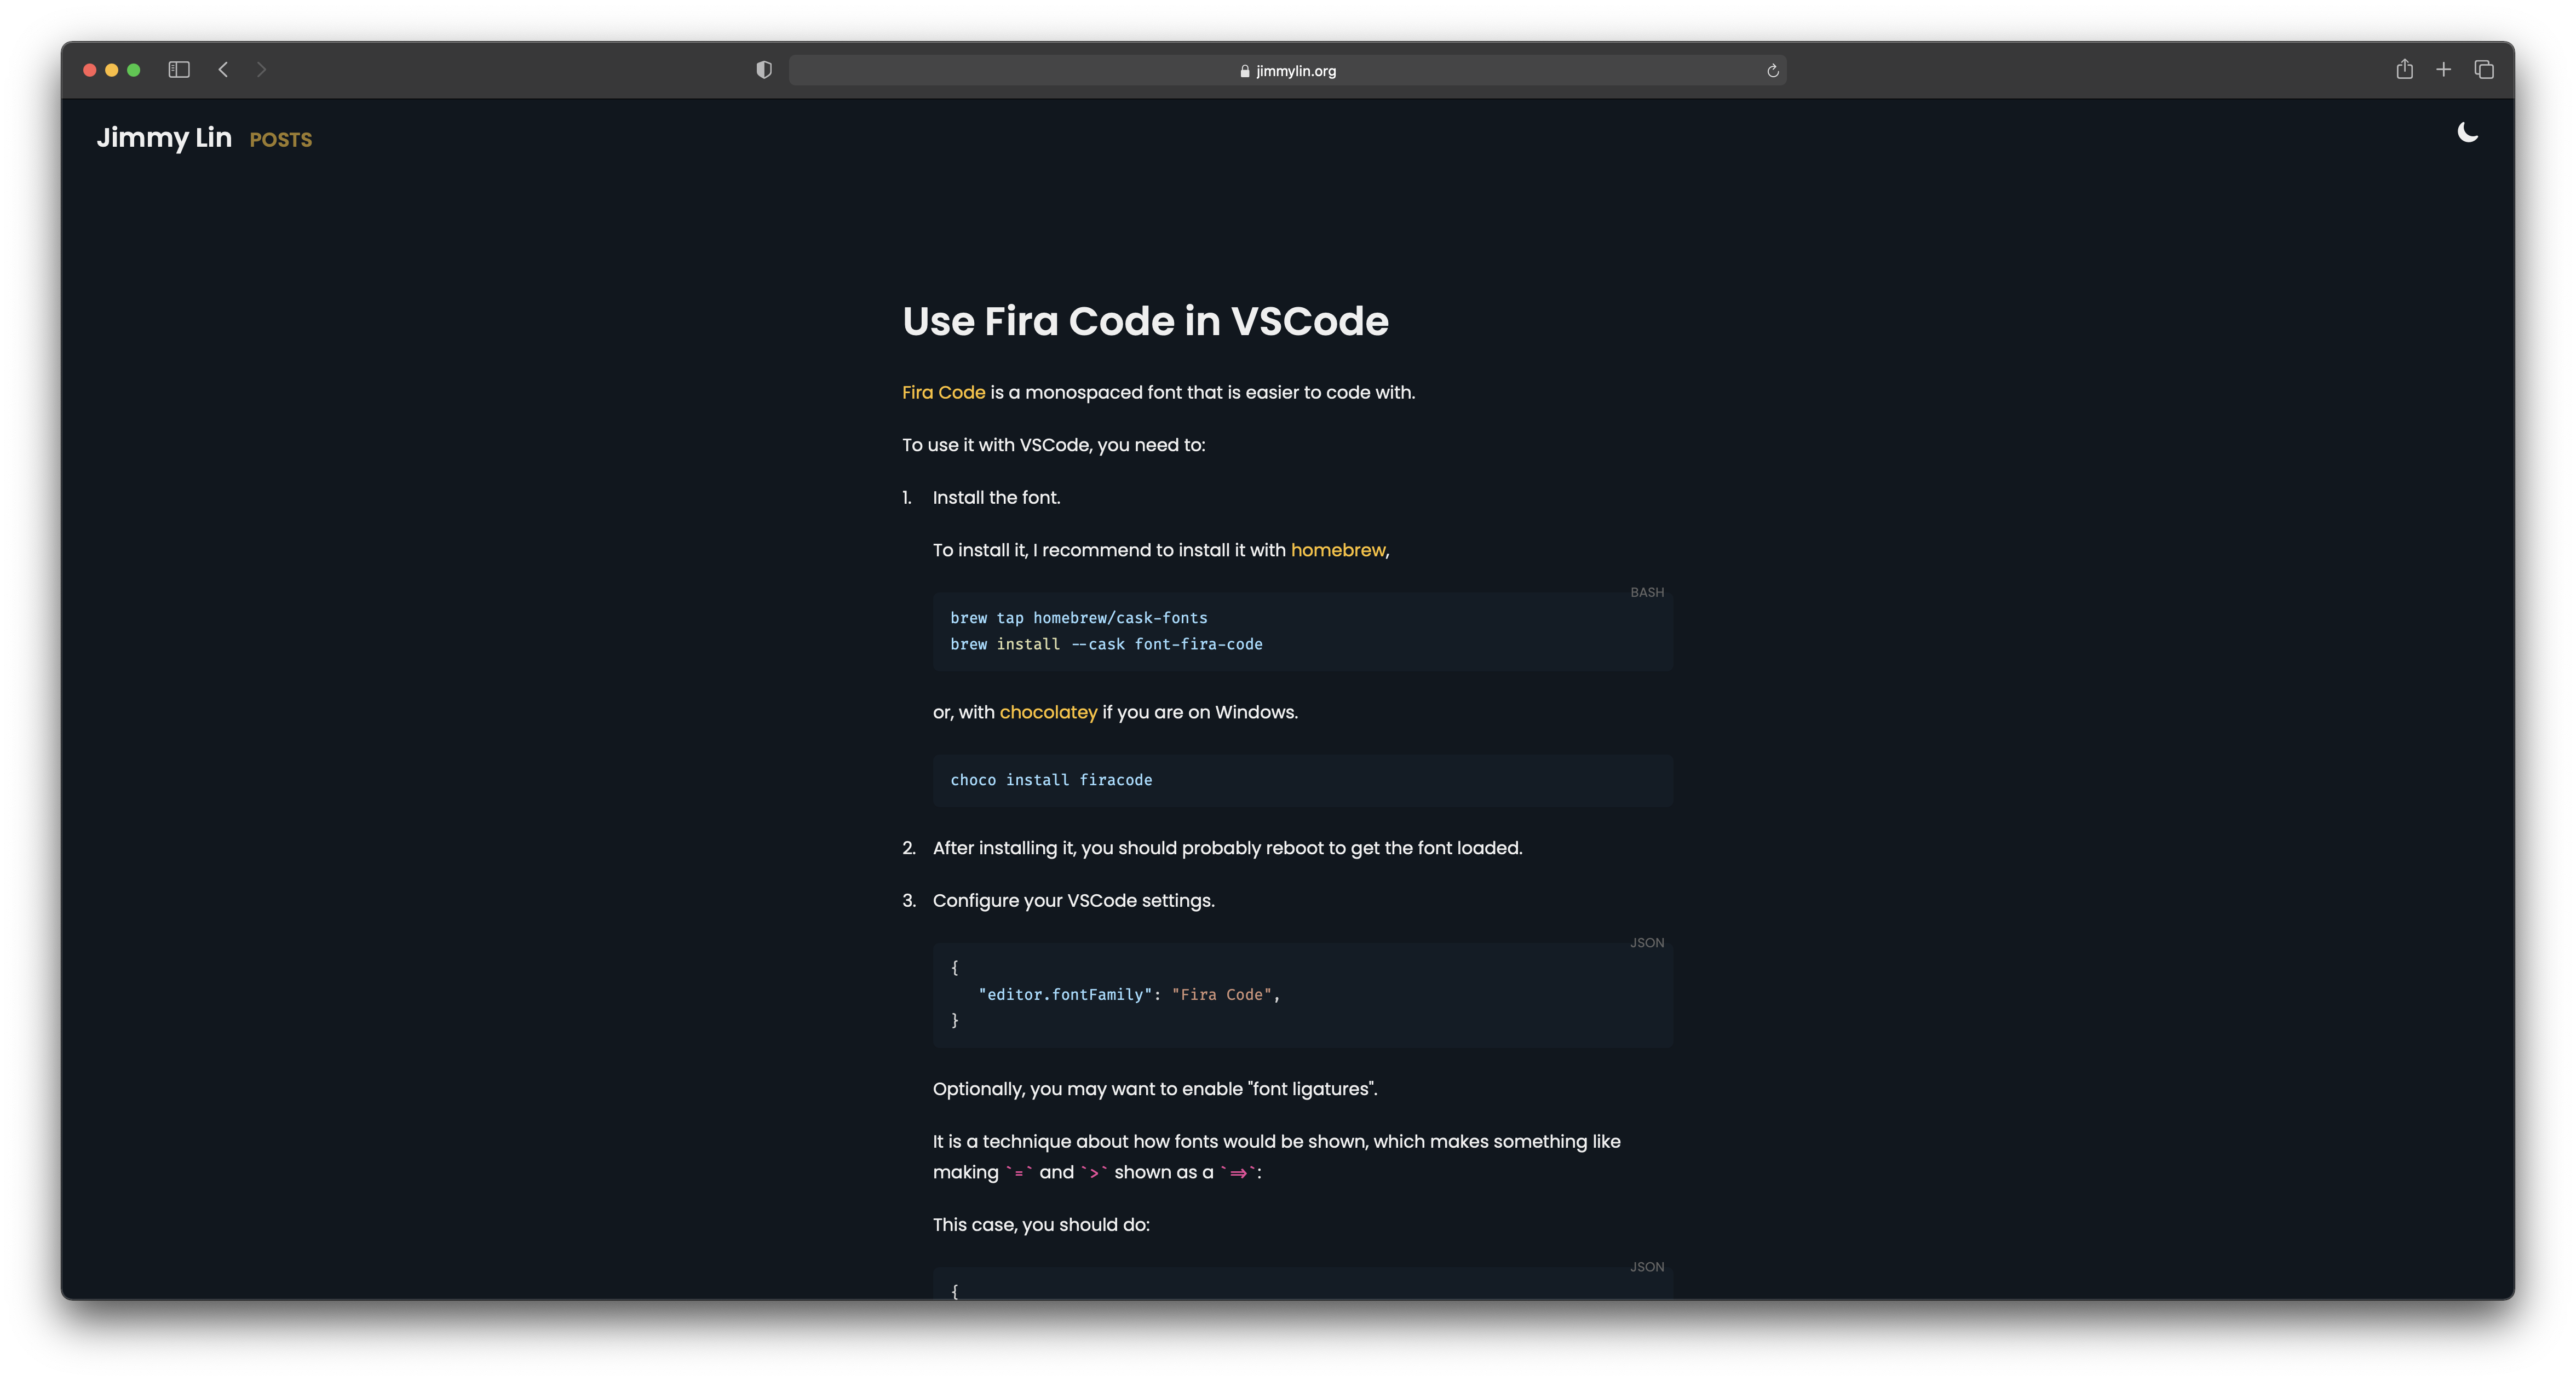 jimmylin.org
Jimmy Lin POSTS
Use Fira Code in VSCode
Fira Code is a monospaced font that is easier to code with.
To use it with VSCode, you need to:
1. Install the font.
To install it, I recommend to install it with homebrew,
BASH
brew tap homebrew/cask-fonts
brew install --cask font-fira-code
or, with chocolatey if you are on Windows.
choco install firacode
2. After installing it, you should probably reboot to get the font loaded.
3. Configure your VSCode settings.
JSON
{
"editor.fontFamily": "Fira Code",
}
Optionally, you may want to enable "font ligatures".
It is a technique about how fonts would be shown, which makes something like
making `=` and `>` shown as a `=>`:
This case, you should do:
JSON
{